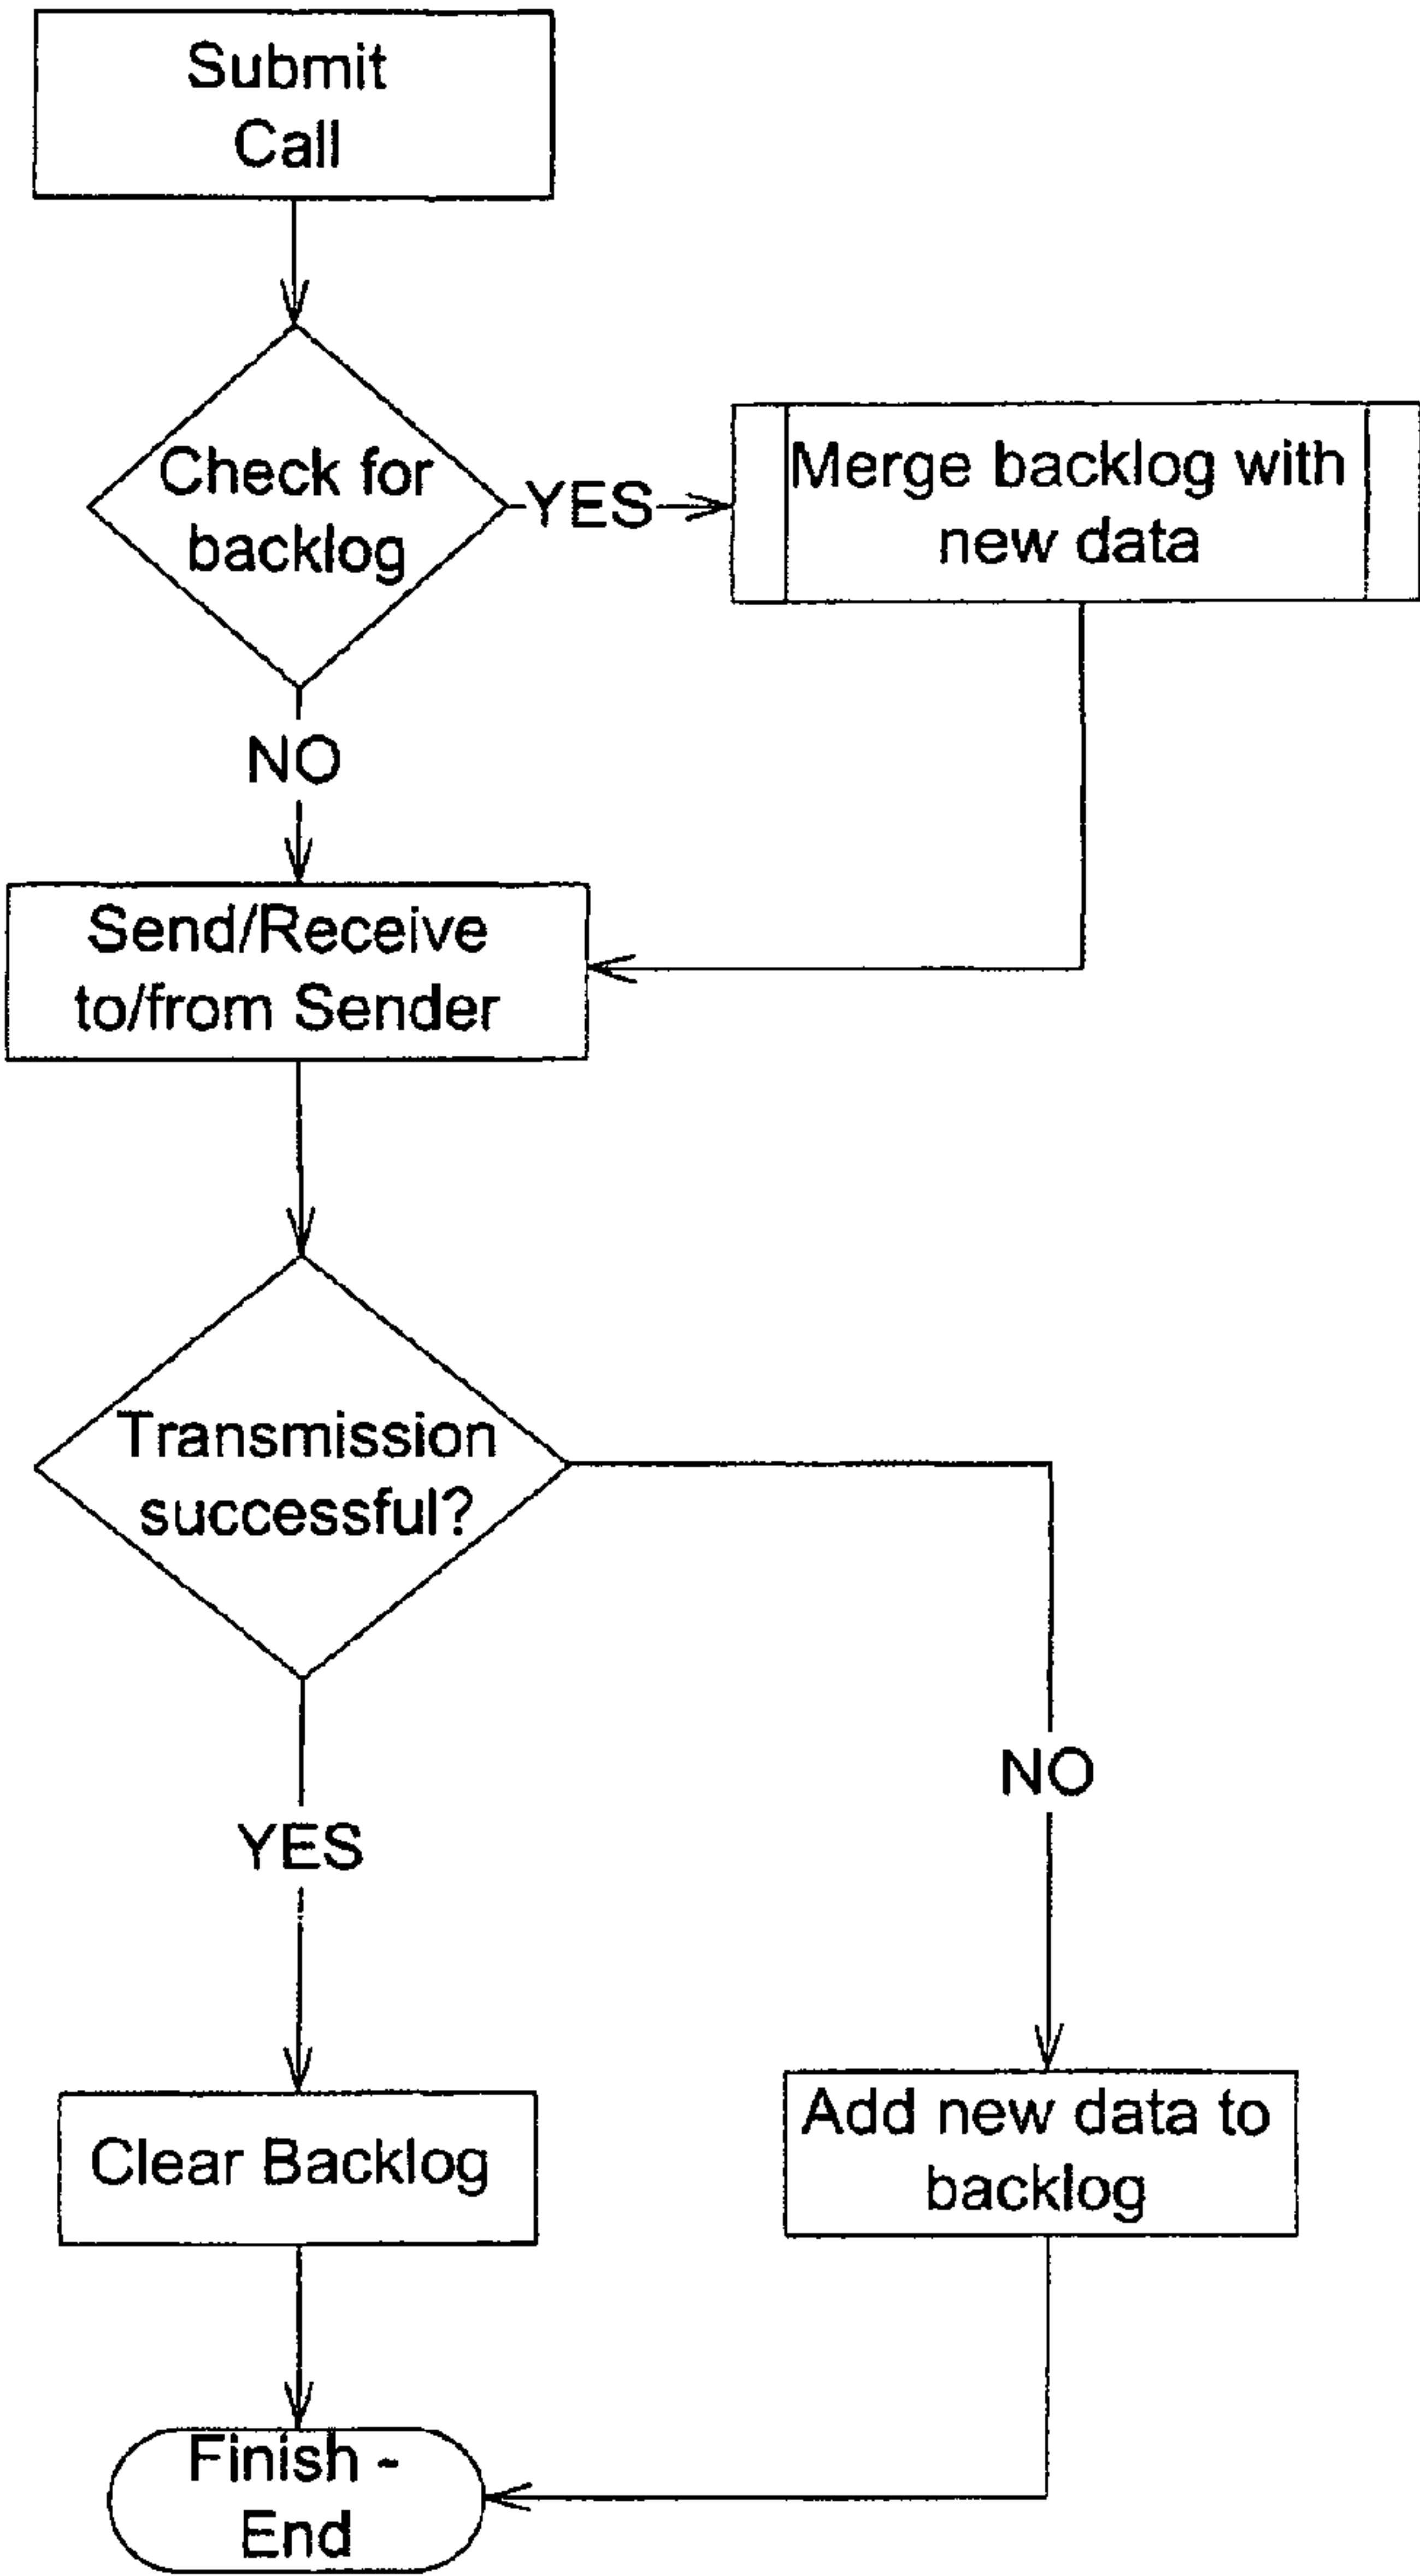 Submit
Call
Check for
backlog
YES
Merge backlog with
new data
NO
Send/Receive
to/from Sender
Transmission
successful?
NO
YES
Clear Backlog
Add new data to
backlog
Finish -
End